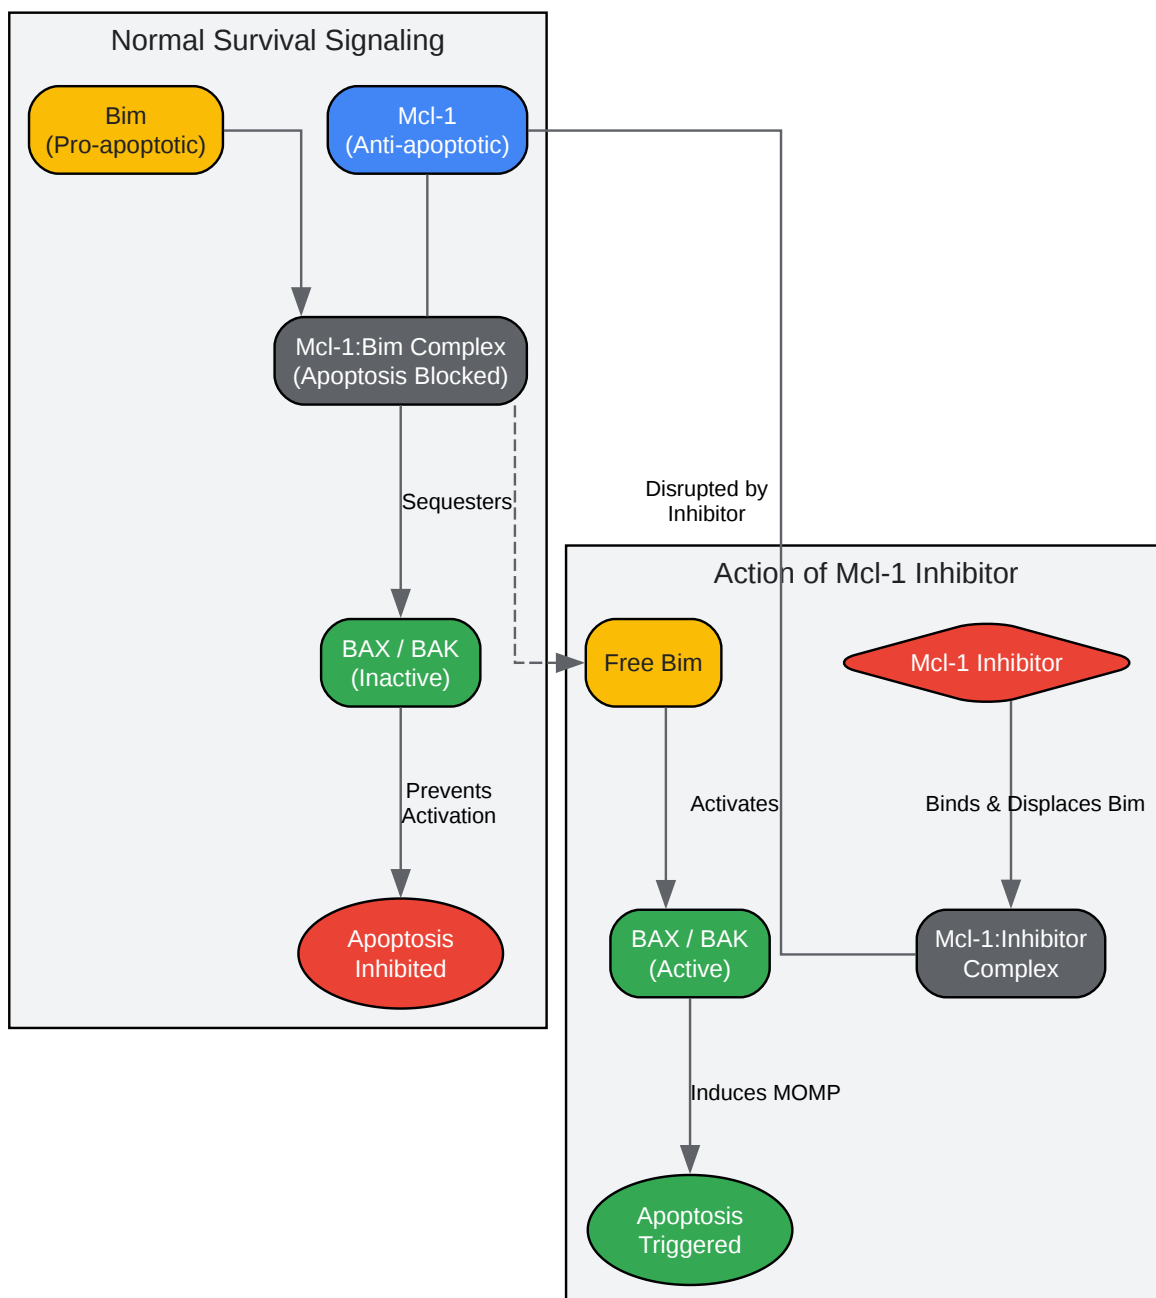 Normal Survival Signaling
Bim
(Pro-apoptotic)
Mcl-1
(Anti-apoptotic)
Mcl-1:Bim Complex
(Apoptosis Blocked)
Sequesters
Disrupted by
Inhibitor
BAX / BAK
(Inactive)
Prevents
Activation
Apoptosis
Inhibited
Action of Mcl-1 Inhibitor
Free Bim
Mcl-1 Inhibitor
Activates
Binds & Displaces Bim
BAX / BAK
(Active)
Mcl-1:Inhibitor
Complex
Induces MOMP
Apoptosis
Triggered